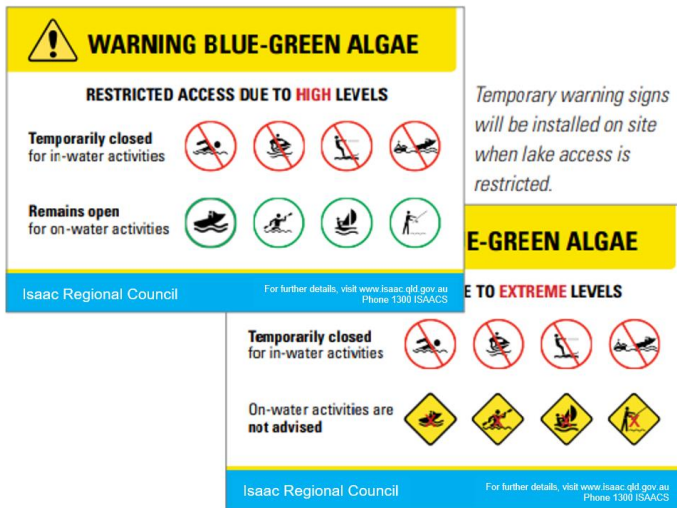 WARNING BLUE-GREEN ALGAE
RESTRICTED ACCESS DUE TO HIGH LEVELS
Temporarily closed
for in-water activities
Remains open
for on-water activities
Isaac Regional Council
For further details, visit www.isaac.qld.gov.au
Phone 1300 ISAACS
Temporary warning signs
will be installed on site
when lake access is
restricted.
E-GREEN ALGAE
E TO EXTREME LEVELS
Temporarily closed
for in-water activities
On-water activities are
not advised
Isaac Regional Council
For further details, visit www.isaac.qld.gov.au
Phone 1300 ISAACS